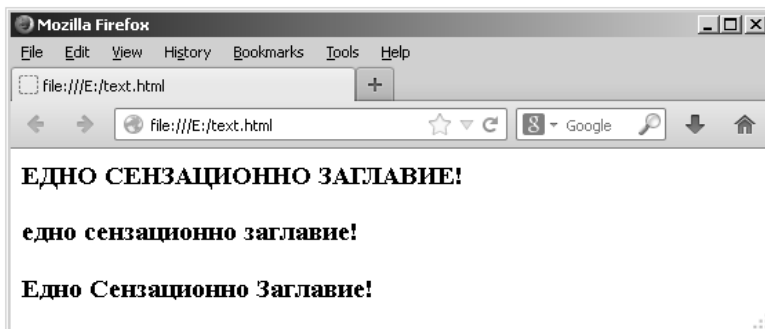 Mozilla Firefox
File Edit View History Bookmarks Tools Help
file:///E:/text.html
file:///E:/text.html Google
ЕДНО СЕНЗАЦИОННО ЗАГЛАВИЕ!
едно сензационно заглавие!
Едно Сензационно Заглавие!